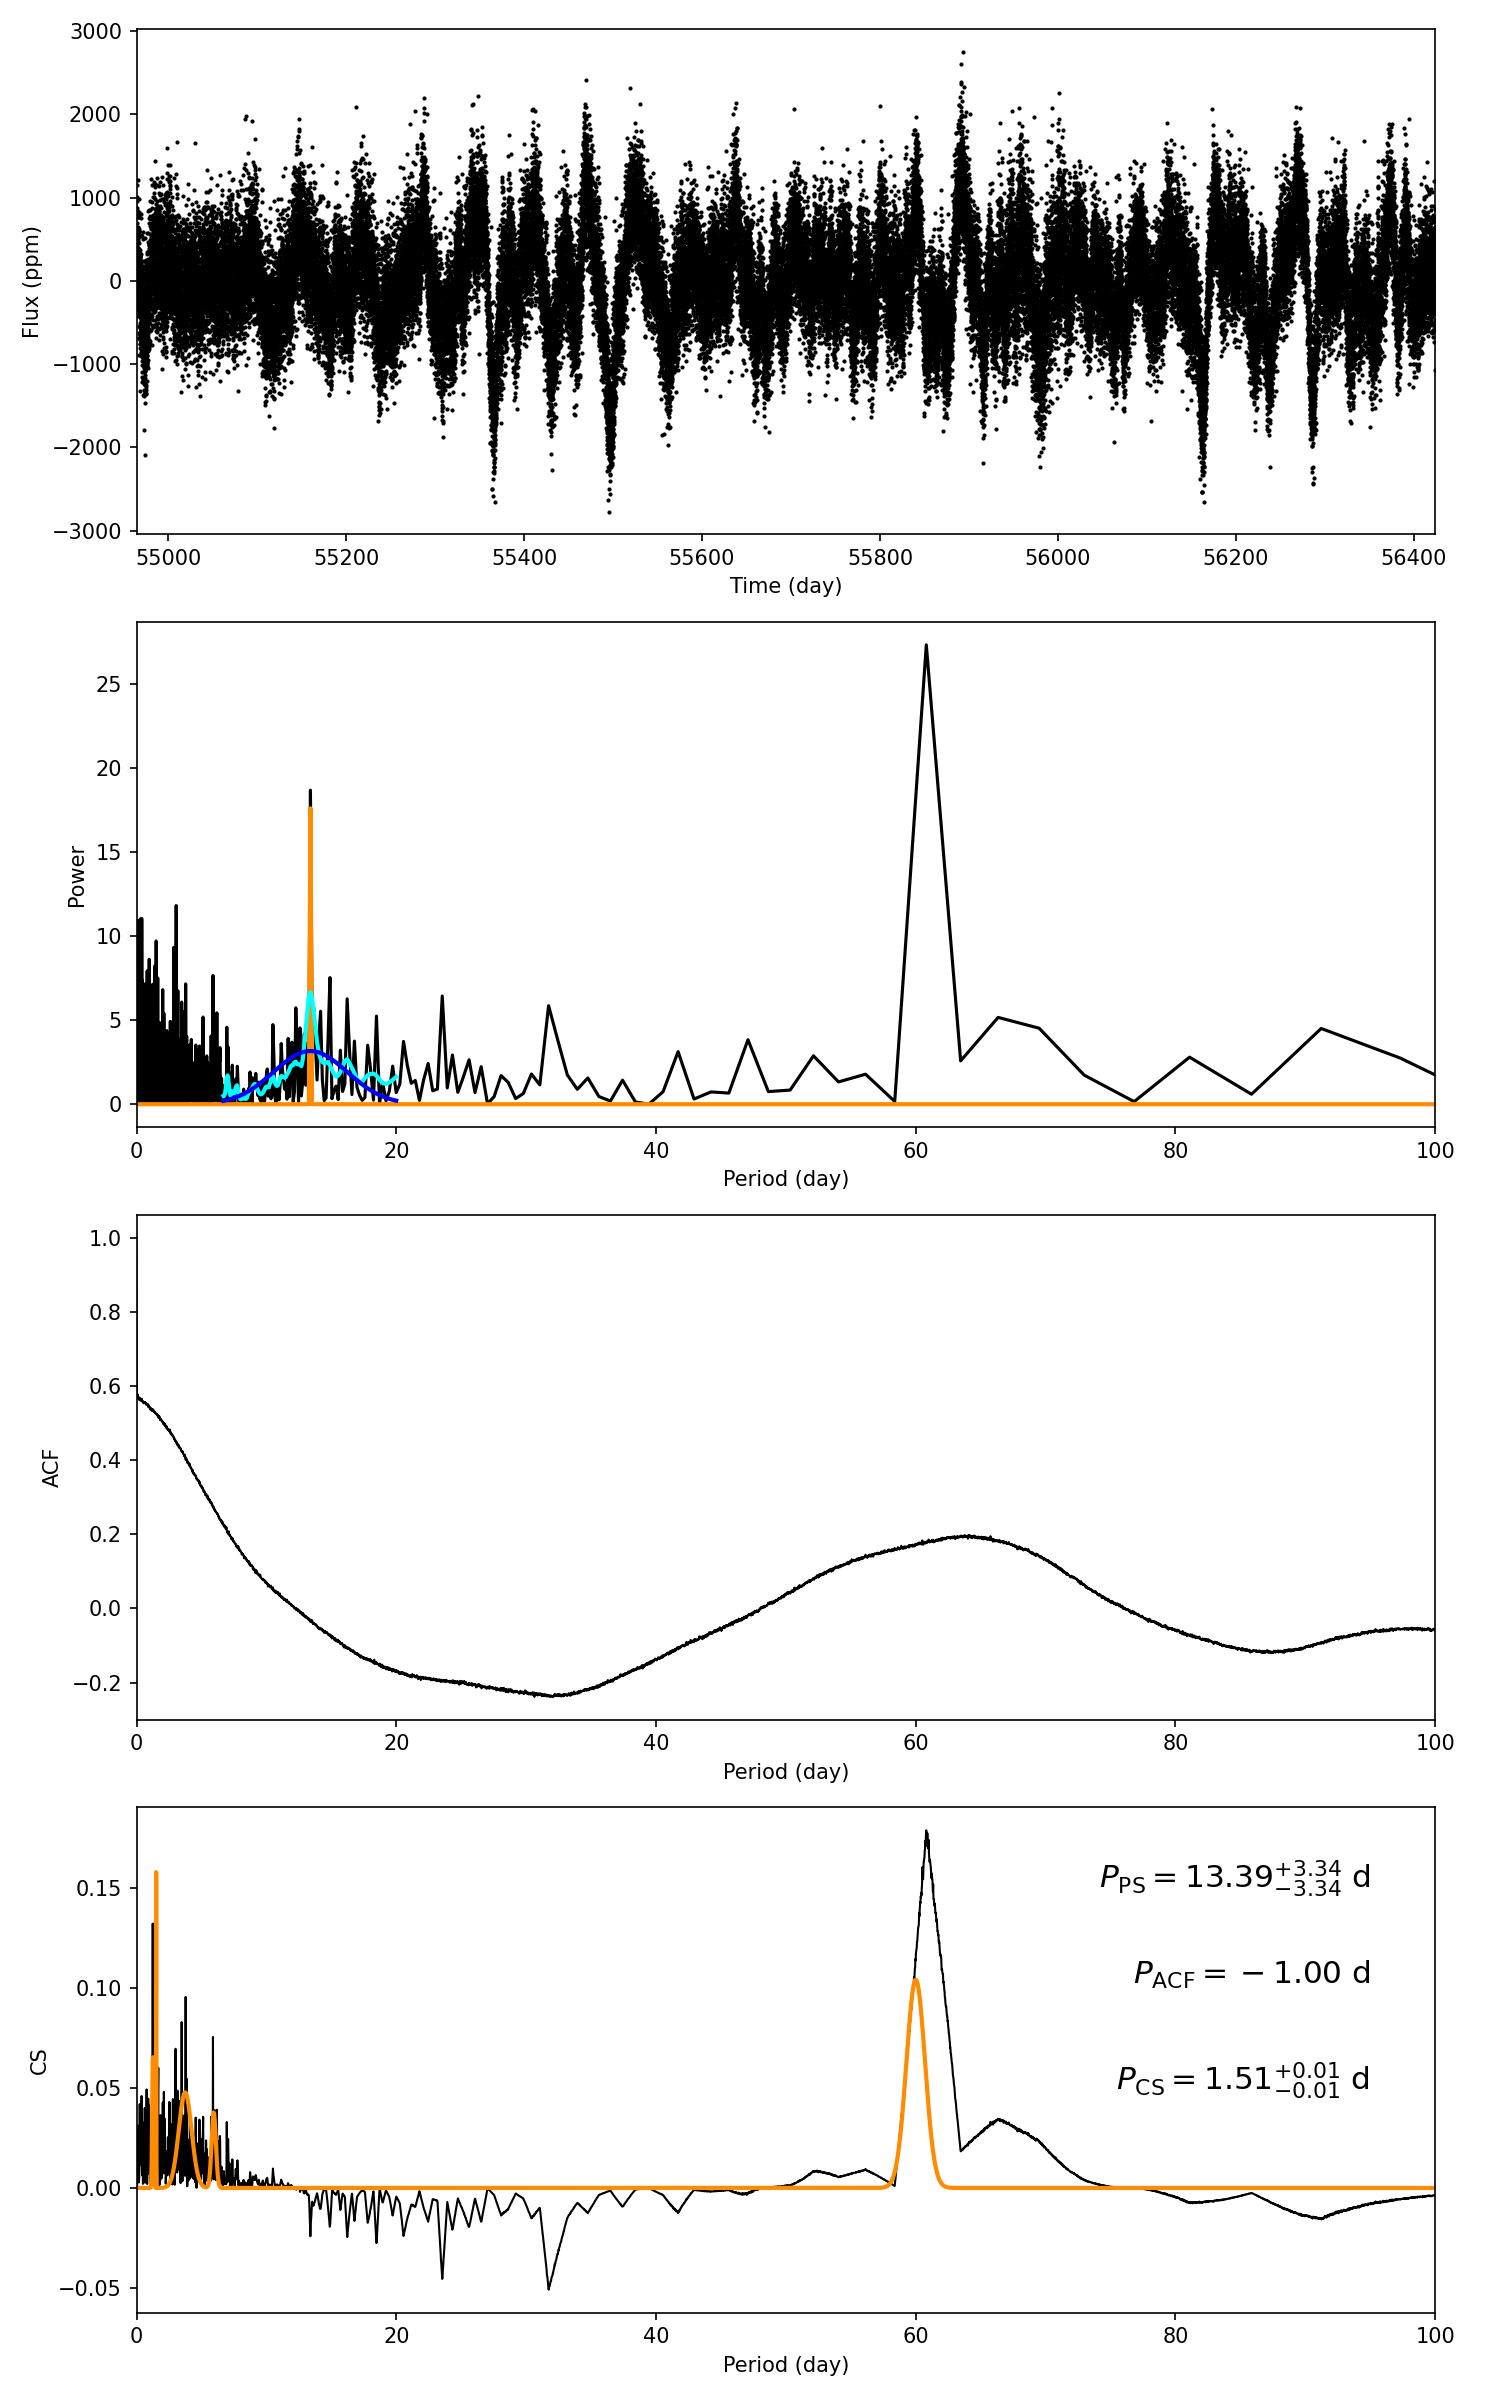 3000
2000
1000
0
−1000
−2000
−3000
Flux (ppm)
55000 55200 55400 55600 55800 56000 56200 56400
Time (day)
25
20
15
10
5
0
Power
0 20 40 60 80 100
Period (day)
1.0
0.8
0.6
0.4
0.2
0.0
−0.2
ACF
0 20 40 60 80 100
Period (day)
0.15
0.10
0.05
0.00
−0.05
CS
P_PS = 13.39^{+3.34}_{−3.34} d
P_ACF = −1.00 d
P_CS = 1.51^{+0.01}_{−0.01} d
0 20 40 60 80 100
Period (day)